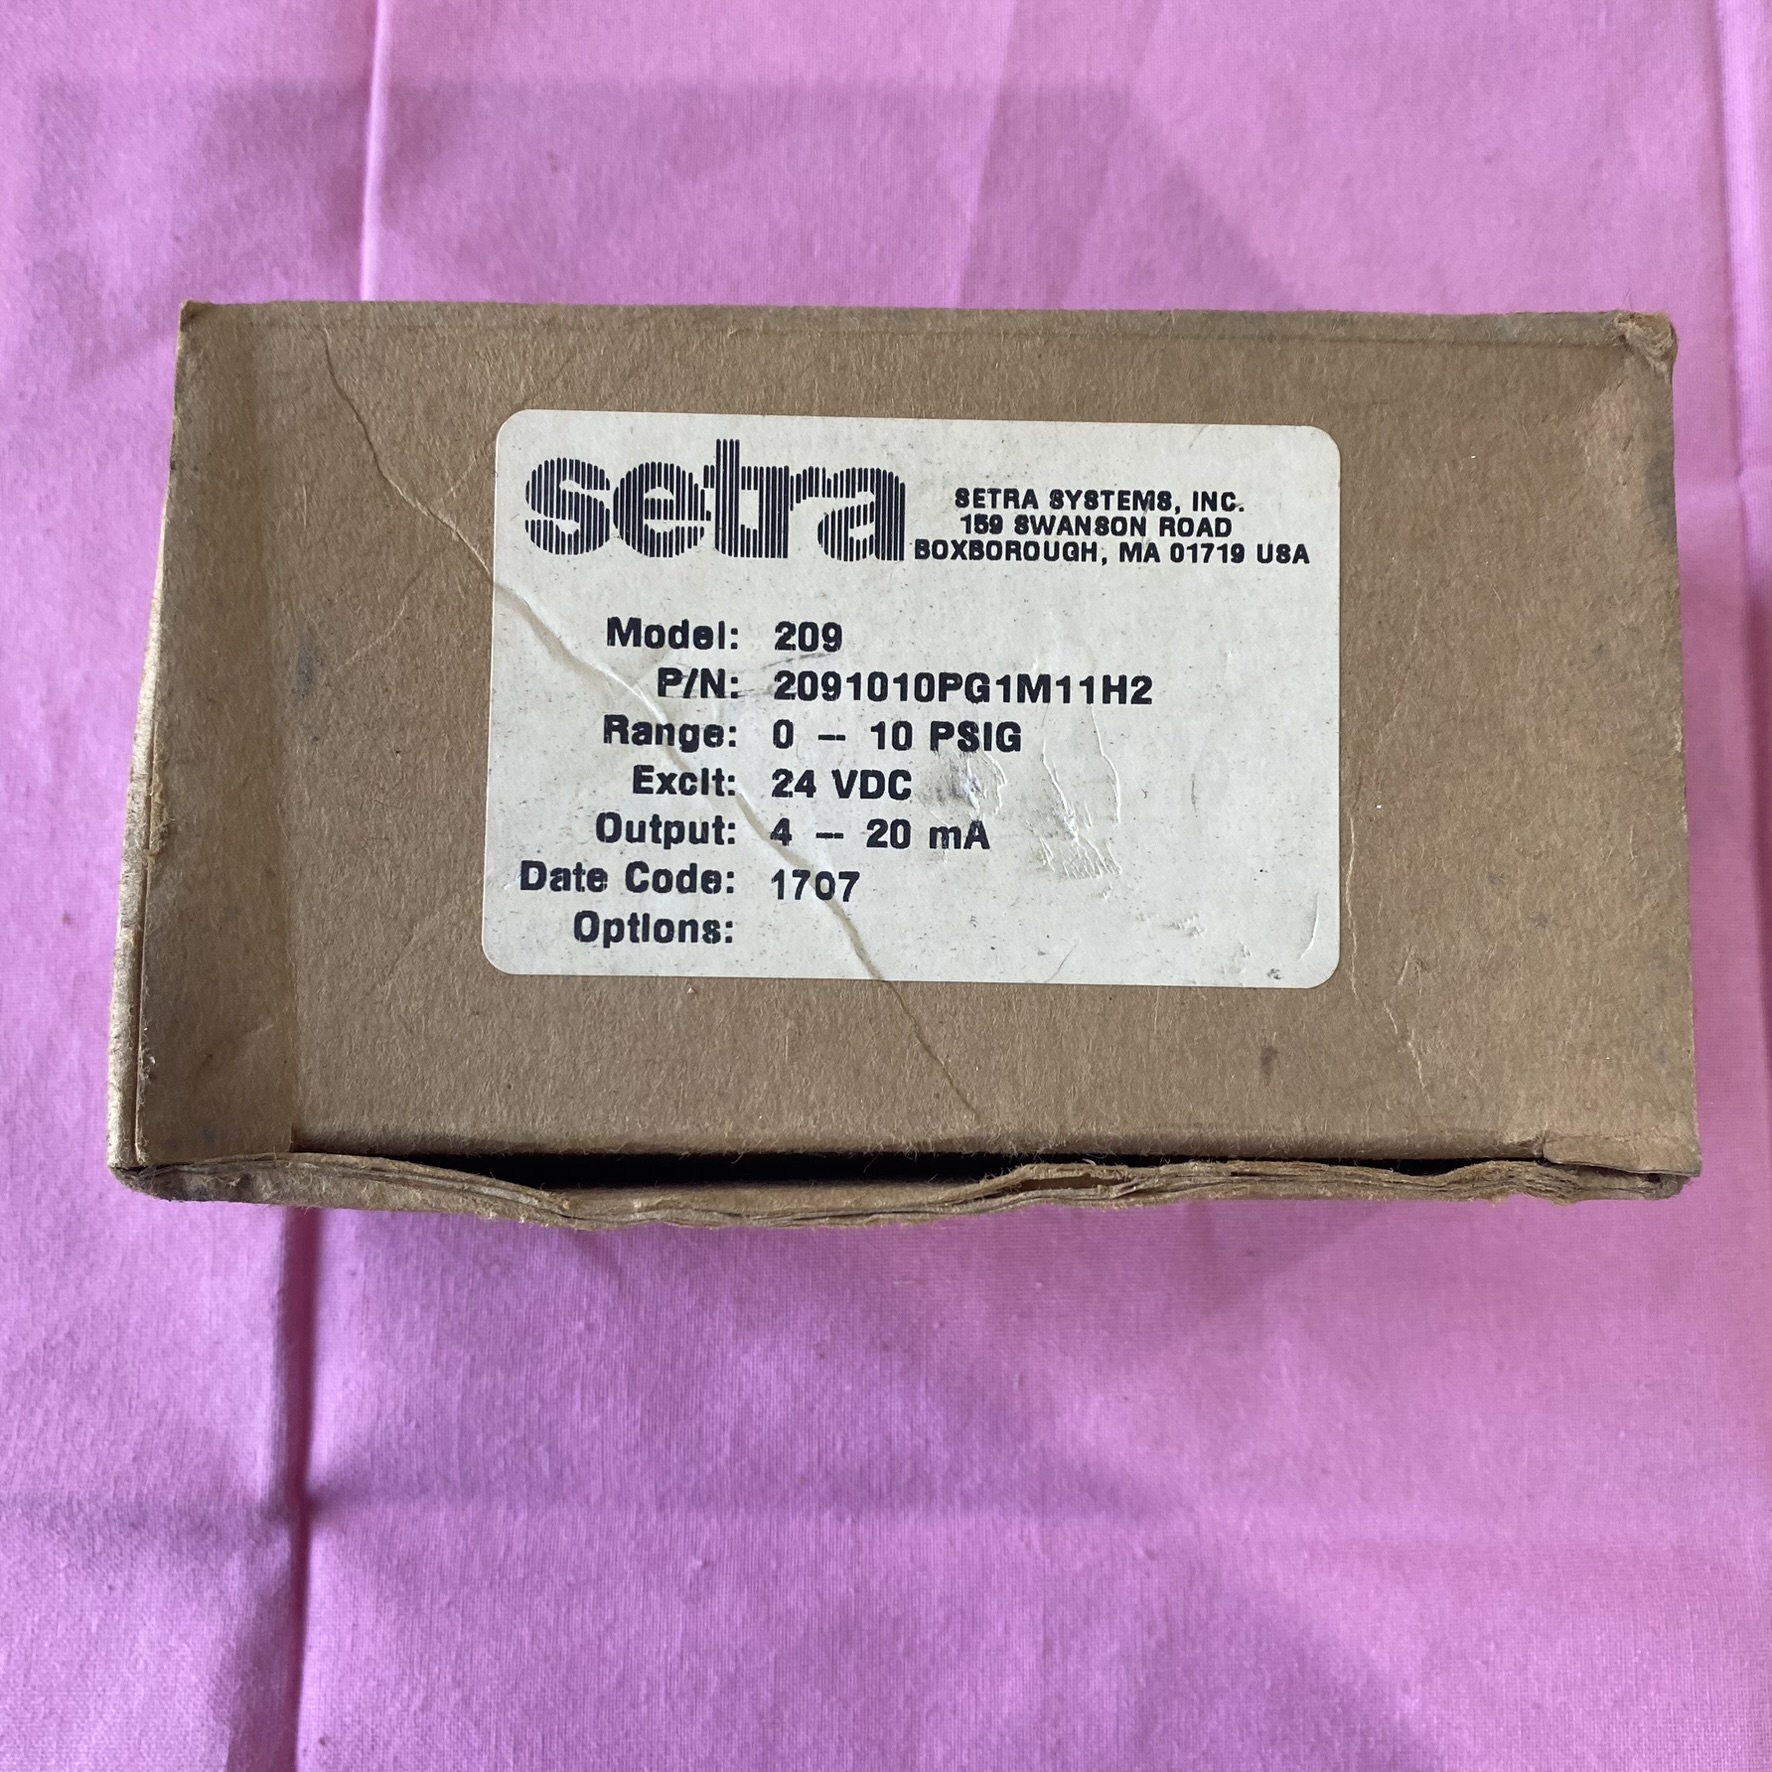 setra
SETRA SYSTEMS, INC.
159 SWANSON ROAD
BOXBOROUGH, MA 01719 USA
Model: 209
P/N: 2091010PG1M11H2
Range: 0 – 10 PSIG
Excit: 24 VDC
Output: 4 – 20 mA
Date Code: 1707
Options: